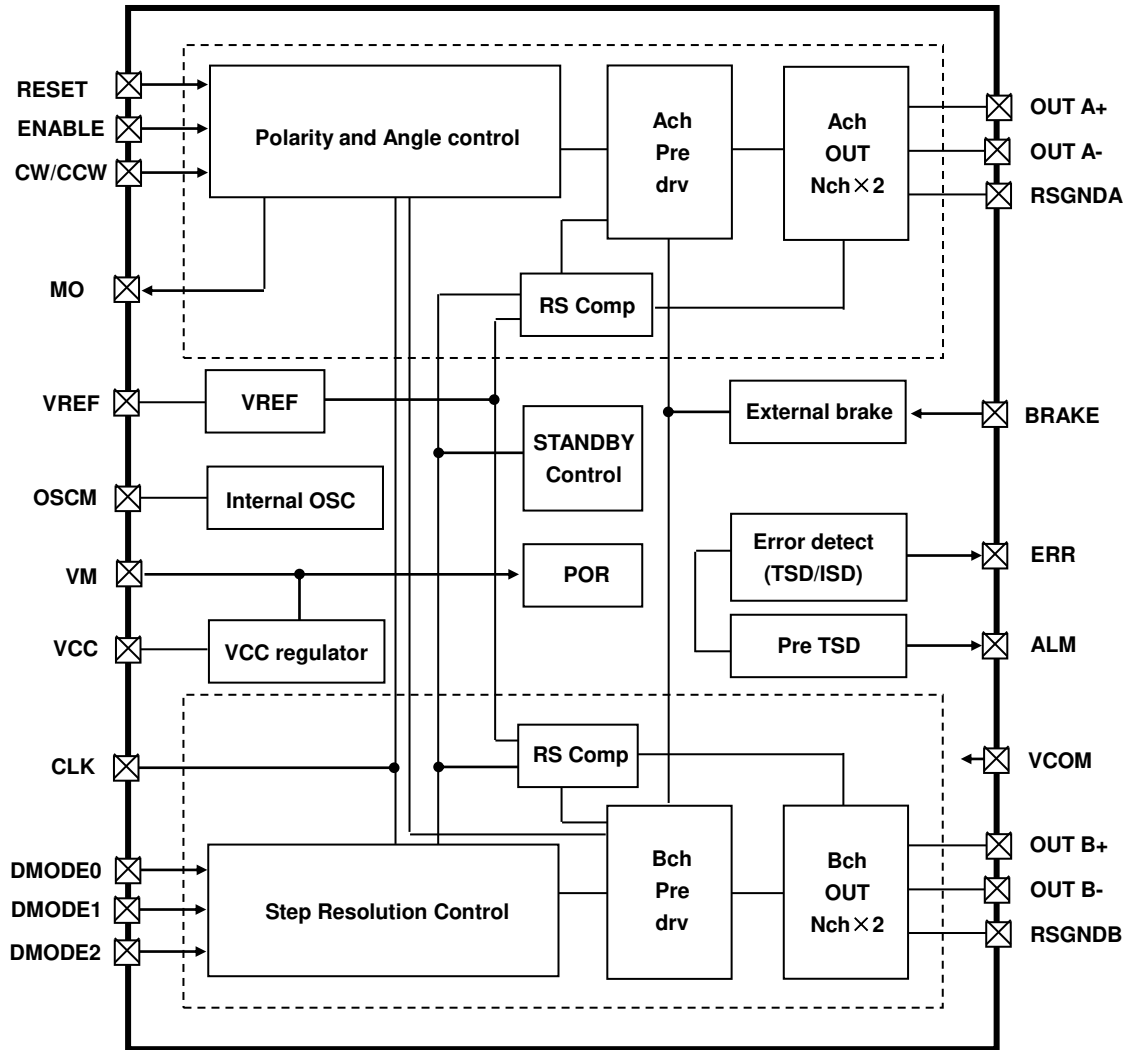 RESET
ENABLE
CW/CCW
MO
VREF
OSCM
VM
VCC
CLK
DMODE0
DMODE1
DMODE2
Polarity and Angle control
Ach
Pre
drv
Ach
OUT
Nch×2
RS Comp
VREF
Internal OSC
STANDBY
Control
POR
VCC regulator
External brake
Error detect
(TSD/ISD)
Pre TSD
RS Comp
Step Resolution Control
Bch
Pre
drv
Bch
OUT
Nch×2
OUT A+
OUT A-
RSGNDA
BRAKE
ERR
ALM
VCOM
OUT B+
OUT B-
RSGNDB